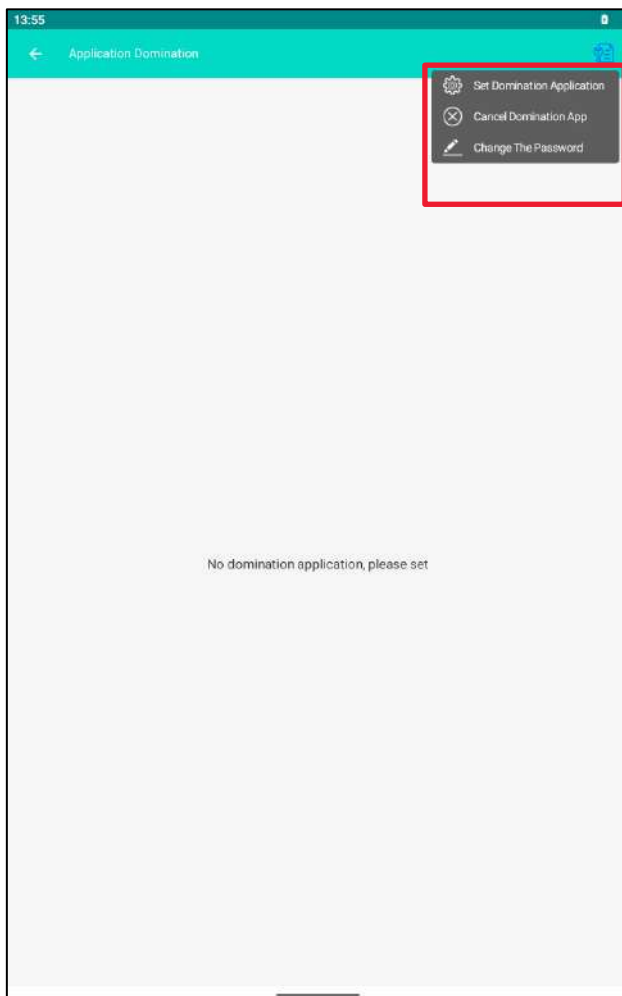 13:55
Application Domination
Set Domination Application
Cancel Domination App
Change The Password
No domination application, please set